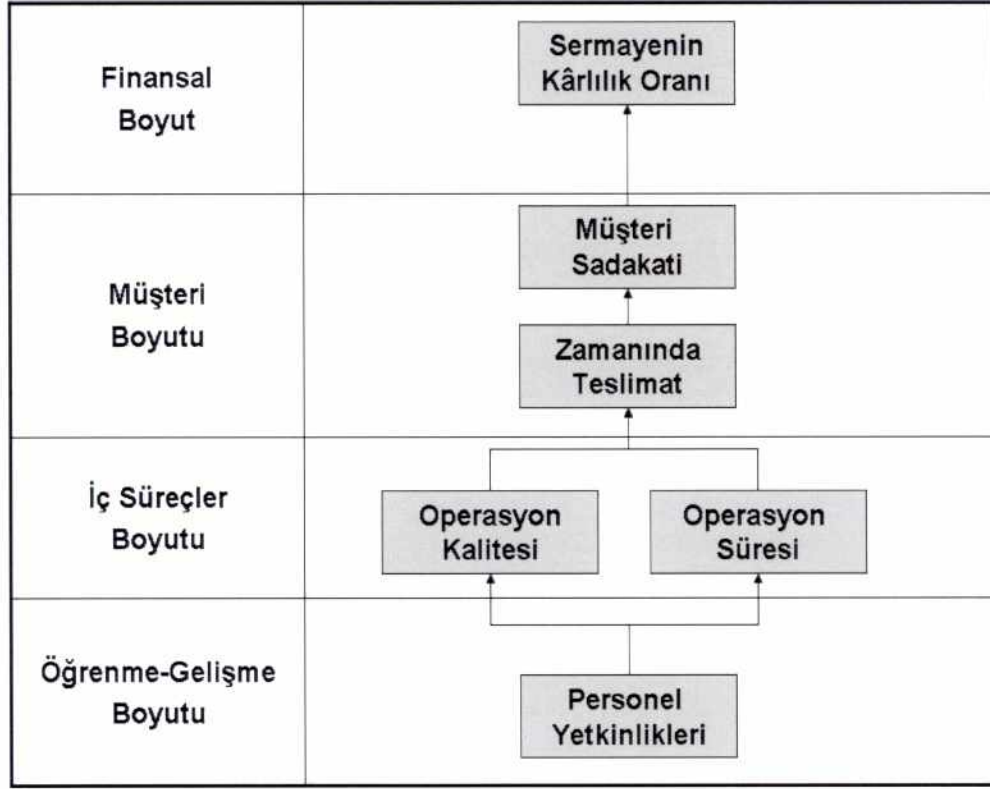 Finansal
Boyut
Sermayenin
Kârlılık Oranı
Müşteri
Boyutu
Müşteri
Sadakati
Zamanında
Teslimat
İç Süreçler
Boyutu
Operasyon
Kalitesi
Operasyon
Süresi
Öğrenme-Gelişme
Boyutu
Personel
Yetkinlikleri